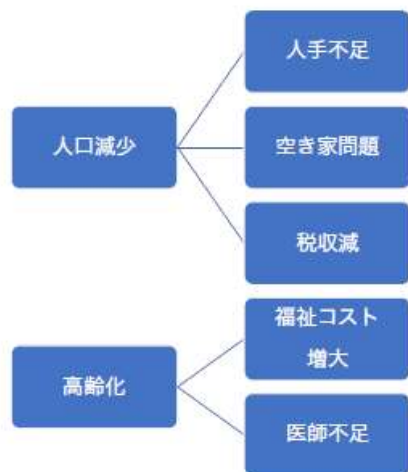 人口減少
人手不足
空き家問題
税収減
高齢化
福祉コスト
増大
医師不足